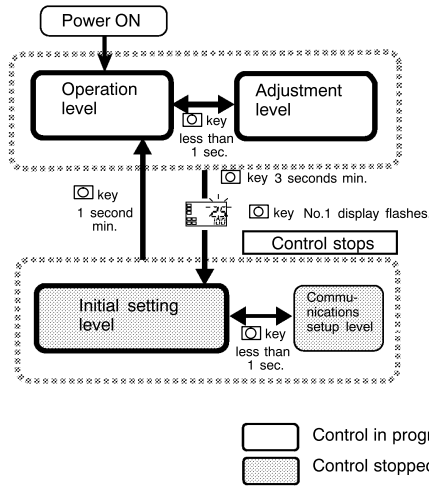 Power ON
Operation
level
Adjustment
level
key
less than
1 sec.
key 3 seconds min.
key
1 second
min.
-25
100
key No.1 display flashes
Control stops
Initial setting
level
Commu-
nications
setup level
key
less than
1 sec.
Control in progr
Control stopped